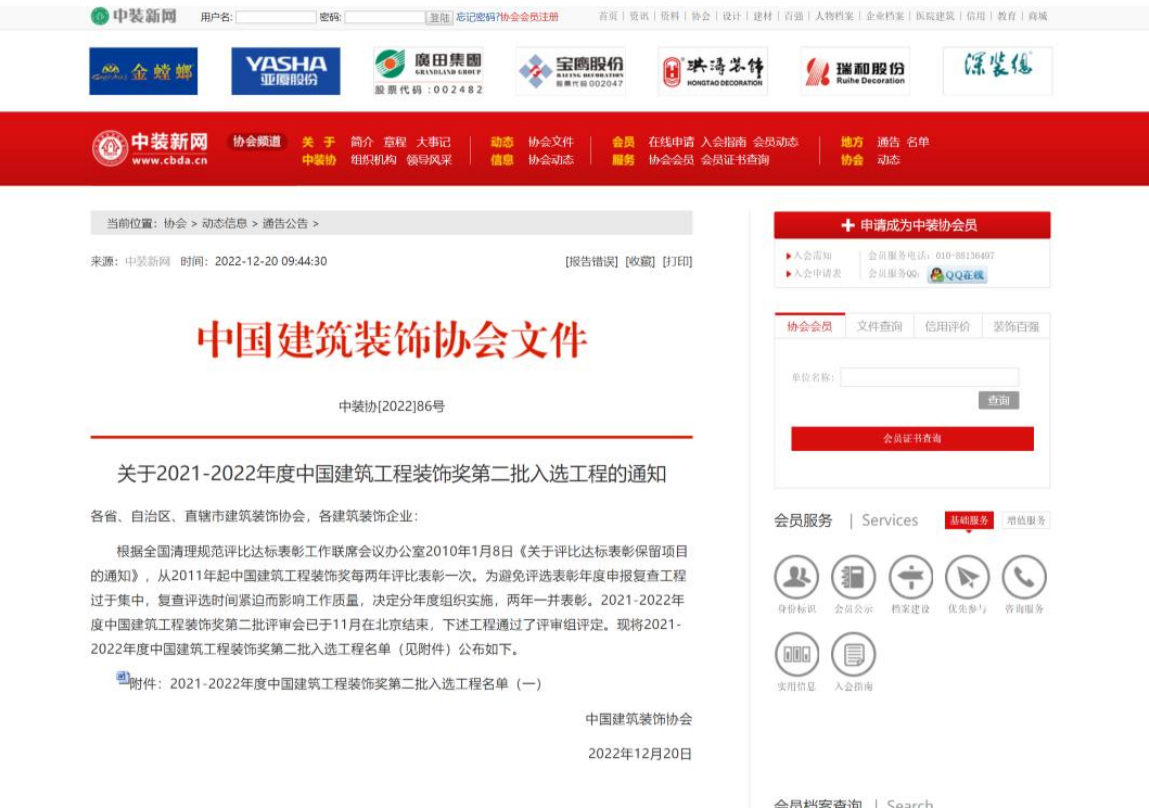 中装新网 用户名: 密码: 登陆 忘记密码?协会会员注册 首页 | 资讯 | 资料 | 协会 | 设计 | 建材 | 百强 | 人物档案 | 企业档案 | 医院建筑 | 信用 | 教育 | 商城
金螳螂
YASHA
亚厦股份
廣田集團
GRANDLAND GROUP
股票代码:002482
宝鹰股份
BAUING DECORATION
股票代码002047
洪涛装饰
HONGTAO DECORATION
瑞和股份
Ruihe Decoration
中装新网
www.cbda.cn
协会频道
关 于 简介 章程 大事记
中装协 组织机构 领导风采
动态 协会文件
信息 协会动态
会员 在线申请 入会指南 会员动态
服务 协会会员 会员证书查询
地方 通告 名单
协会 动态
当前位置: 协会 > 动态信息 > 通告公告 >
来源: 中装新网 时间: 2022-12-20 09:44:30 [报告错误] [收藏] [打印]
中国建筑装饰协会文件
中装协[2022]86号
关于2021-2022年度中国建筑工程装饰奖第二批入选工程的通知
各省、自治区、直辖市建筑装饰协会，各建筑装饰企业：
根据全国清理规范评比达标表彰工作联席会议办公室2010年1月8日《关于评比达标表彰保留项目
的通知》，从2011年起中国建筑工程装饰奖每两年评比表彰一次。为避免评选表彰年度申报复查工程
过于集中，复查评选时间紧迫而影响工作质量，决定分年度组织实施，两年一并表彰。2021-2022年
度中国建筑工程装饰奖第二批评审会已于11月在北京结束，下述工程通过了评审组评定。现将2021-
2022年度中国建筑工程装饰奖第二批入选工程名单（见附件）公布如下。
附件：2021-2022年度中国建筑工程装饰奖第二批入选工程名单（一）
中国建筑装饰协会
2022年12月20日
申请成为中装协会员
入会需知 会员服务电话: 010-88136497
入会申请表 会员服务QQ: QQ在线
协会会员 文件查询 信用评价 装饰百强
单位名称:
查询
会员证书查询
会员服务 | Services 基础服务 增值服务
身份标识 会员公示 档案建设 优先参与 咨询服务
实用信息 入会指南
会员档案查询 | Search